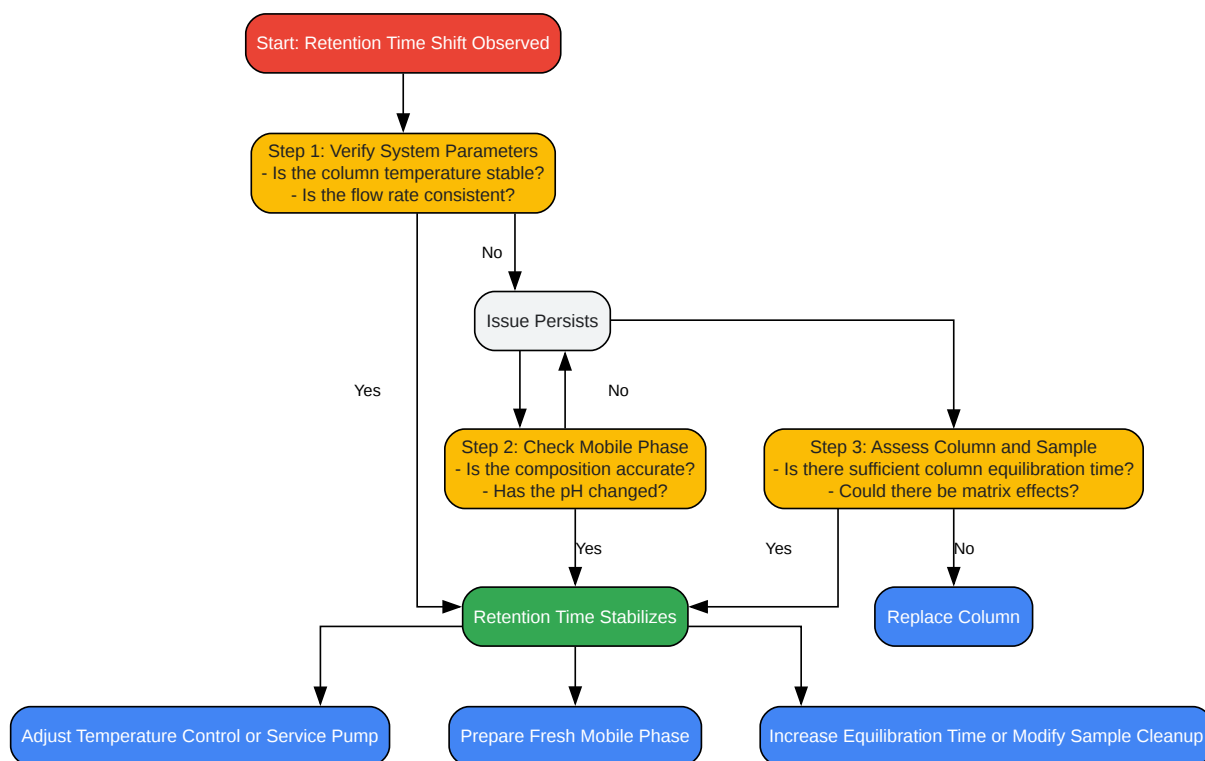 Start: Retention Time Shift Observed
Step 1: Verify System Parameters
- Is the column temperature stable?
- Is the flow rate consistent?
No
Issue Persists
Yes
No
Step 2: Check Mobile Phase
- Is the composition accurate?
- Has the pH changed?
Step 3: Assess Column and Sample
- Is there sufficient column equilibration time?
- Could there be matrix effects?
Yes
Yes
No
Retention Time Stabilizes
Replace Column
Adjust Temperature Control or Service Pump
Prepare Fresh Mobile Phase
Increase Equilibration Time or Modify Sample Cleanup